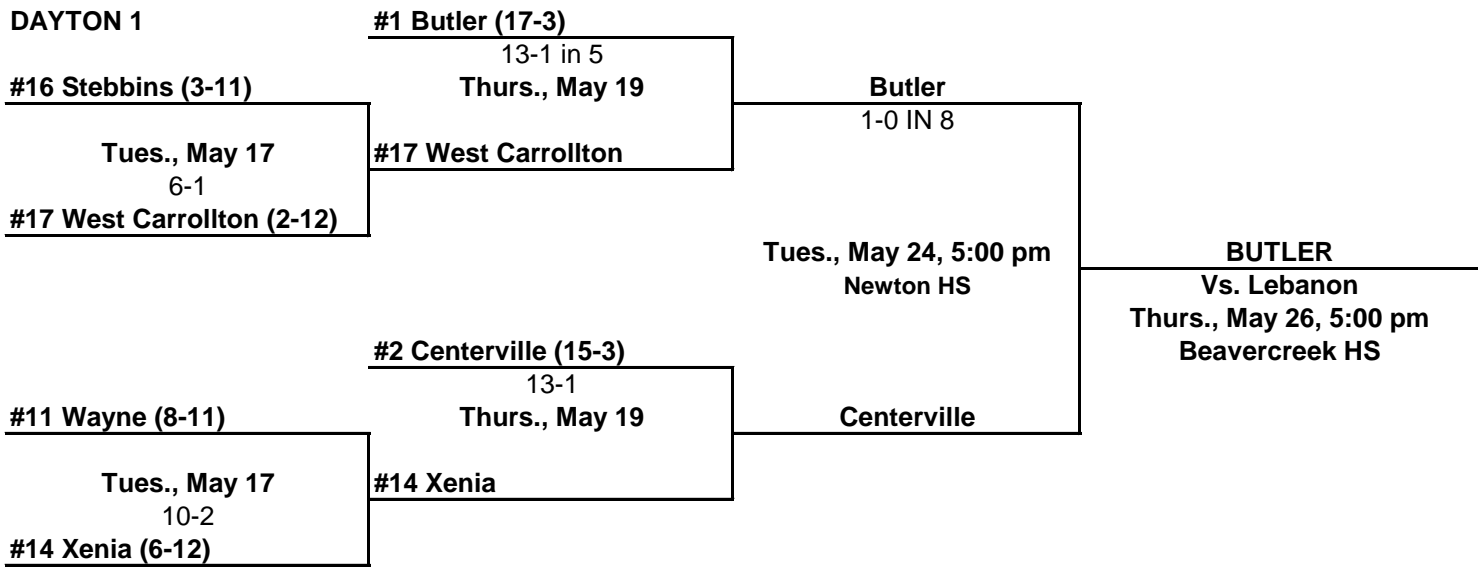 DAYTON 1
#1 Butler (17-3)
13-1 in 5
#16 Stebbins (3-11)
Thurs., May 19
Butler
1-0 IN 8
Tues., May 17
#17 West Carrollton
6-1
#17 West Carrollton (2-12)
Tues., May 24, 5:00 pm
BUTLER
Newton HS
Vs. Lebanon
Thurs., May 26, 5:00 pm
#2 Centerville (15-3)
Beavercreek HS
13-1
#11 Wayne (8-11)
Thurs., May 19
Centerville
Tues., May 17
#14 Xenia
10-2
#14 Xenia (6-12)